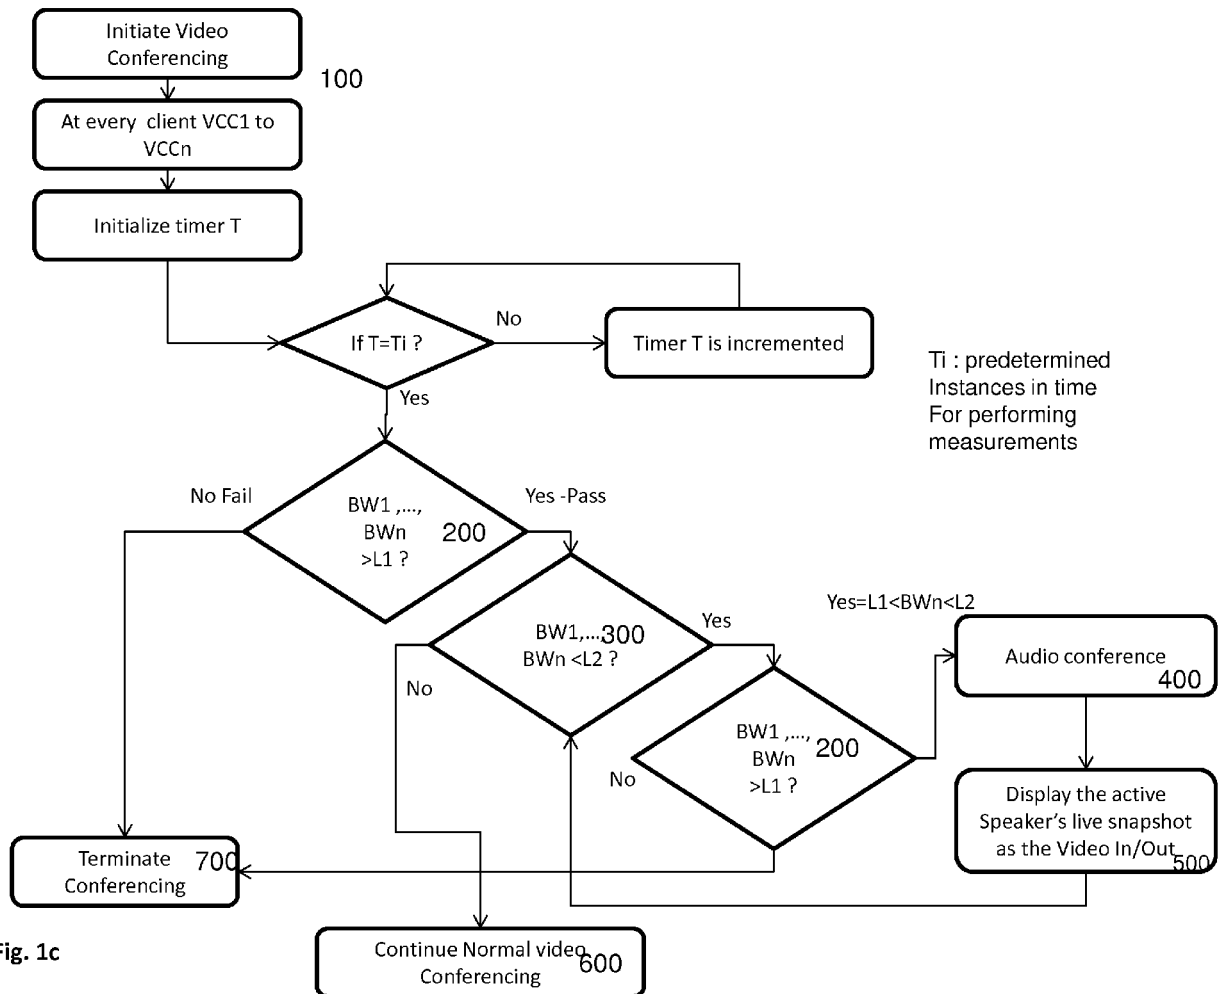 Initiate Video
Conferencing
100
At every client VCC1 to
VCCn
Initialize timer T
If T=Ti ?
No
Timer T is incremented
Yes
Ti : predetermined
Instances in time
For performing
measurements
No Fail
BW1 ,...,
BWn
>L1 ?
200
Yes -Pass
BW1,...
BWn <L2 ?
300
Yes
No
Yes=L1<BWn<L2
BW1 ,...,
BWn
>L1 ?
200
No
Audio conference
400
Display the active
Speaker's live snapshot
as the Video In/Out
500
Terminate
Conferencing
700
Continue Normal video
Conferencing
600
Fig. 1c